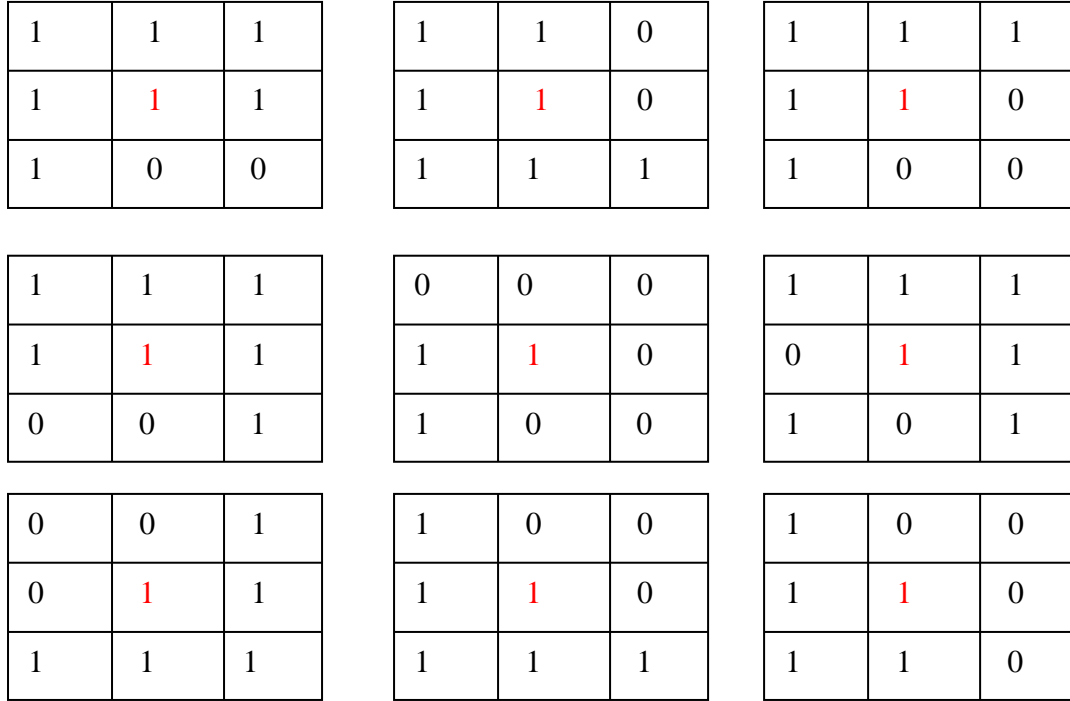 1 1 1 1 1 0 1 1 1
1 1 1 1 1 0 1 1 0
1 0 0 1 1 1 1 0 0
1 1 1 0 0 0 1 1 1
1 1 1 1 1 0 0 1 1
0 0 1 1 0 0 1 0 1
0 0 1 1 0 0 1 0 0
0 1 1 1 1 0 1 1 0
1 1 1 1 1 1 1 1 0